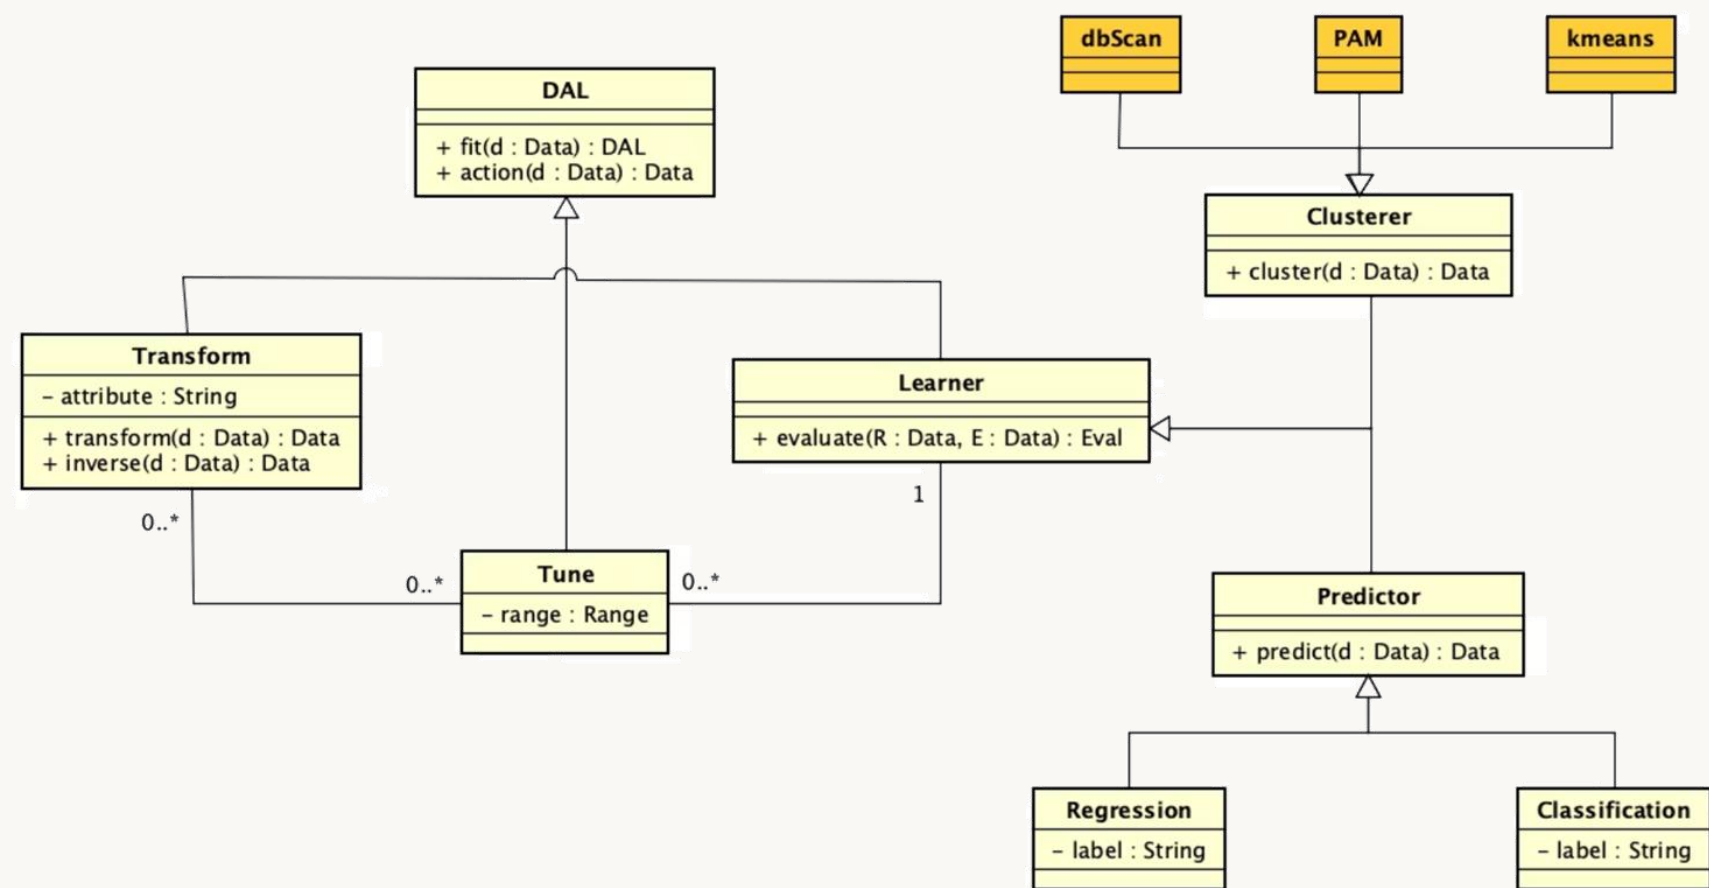 dbScan
PAM
kmeans
DAL
+ fit(d : Data) : DAL
+ action(d : Data) : Data
Clusterer
+ cluster(d : Data) : Data
Transform
– attribute : String
+ transform(d : Data) : Data
+ inverse(d : Data) : Data
Learner
+ evaluate(R : Data, E : Data) : Eval
1
0..*
0..*
Tune
– range : Range
0..*
Predictor
+ predict(d : Data) : Data
Regression
– label : String
Classification
– label : String